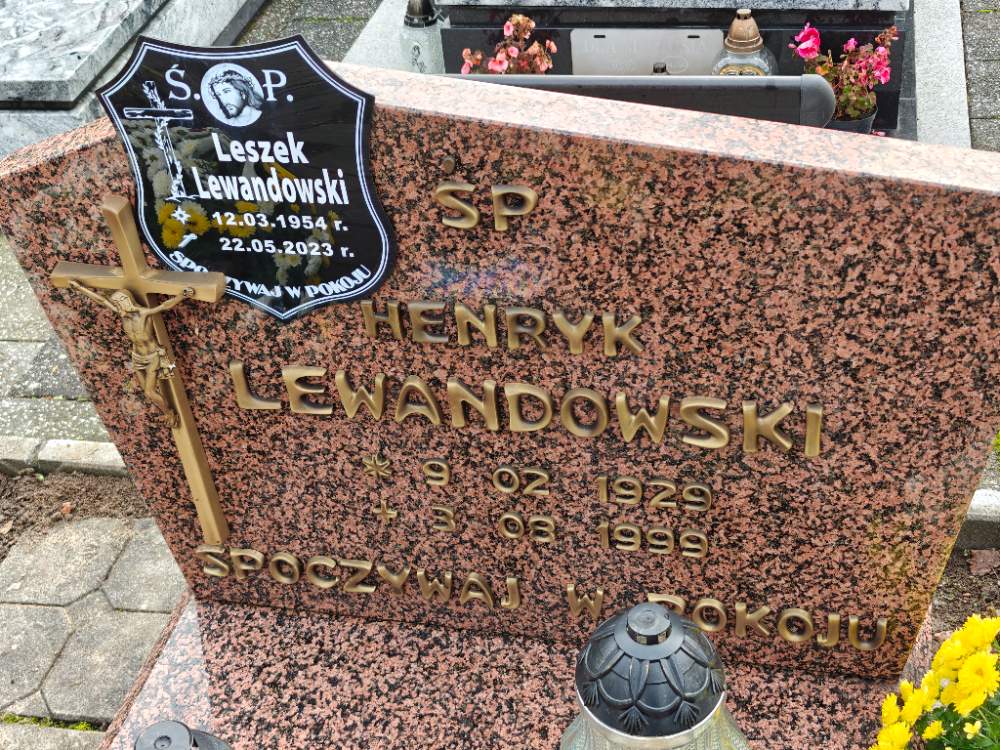 Ś. P.
Leszek
Lewandowski
* 12.03.1954 r.
† 22.05.2023 r.
SPOCZYWAJ W POKOJU
ŚP
HENRYK
LEWANDOWSKI
* 9 02 1929
+ 3 08 1999
SPOCZYWAJ W POKOJU